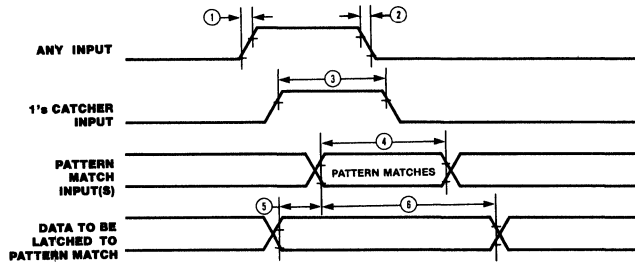 1
2
ANY INPUT
3
1's CATCHER
INPUT
4
PATTERN
MATCH
INPUT(S)
PATTERN MATCHES
5
6
DATA TO BE
LATCHED TO
PATTERN MATCH